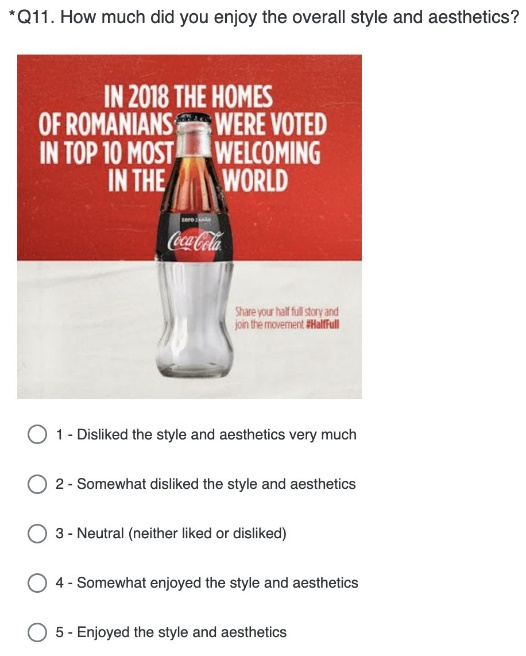 *Q11. How much did you enjoy the overall style and aesthetics?
IN 2018 THE HOMES
OF ROMANIANS WERE VOTED
IN TOP 10 MOST WELCOMING
IN THE WORLD
Coca-Cola
Share your half full story and
join the movement #HalfFull
1 - Disliked the style and aesthetics very much
2 - Somewhat disliked the style and aesthetics
3 - Neutral (neither liked or disliked)
4 - Somewhat enjoyed the style and aesthetics
5 - Enjoyed the style and aesthetics